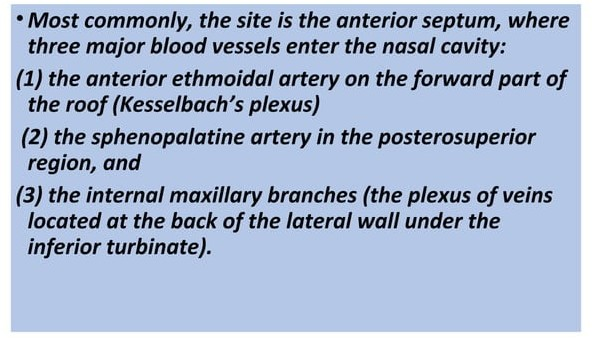 • Most commonly, the site is the anterior septum, where
three major blood vessels enter the nasal cavity:
(1) the anterior ethmoidal artery on the forward part of
the roof (Kesselbach’s plexus)
(2) the sphenopalatine artery in the posterosuperior
region, and
(3) the internal maxillary branches (the plexus of veins
located at the back of the lateral wall under the
inferior turbinate).